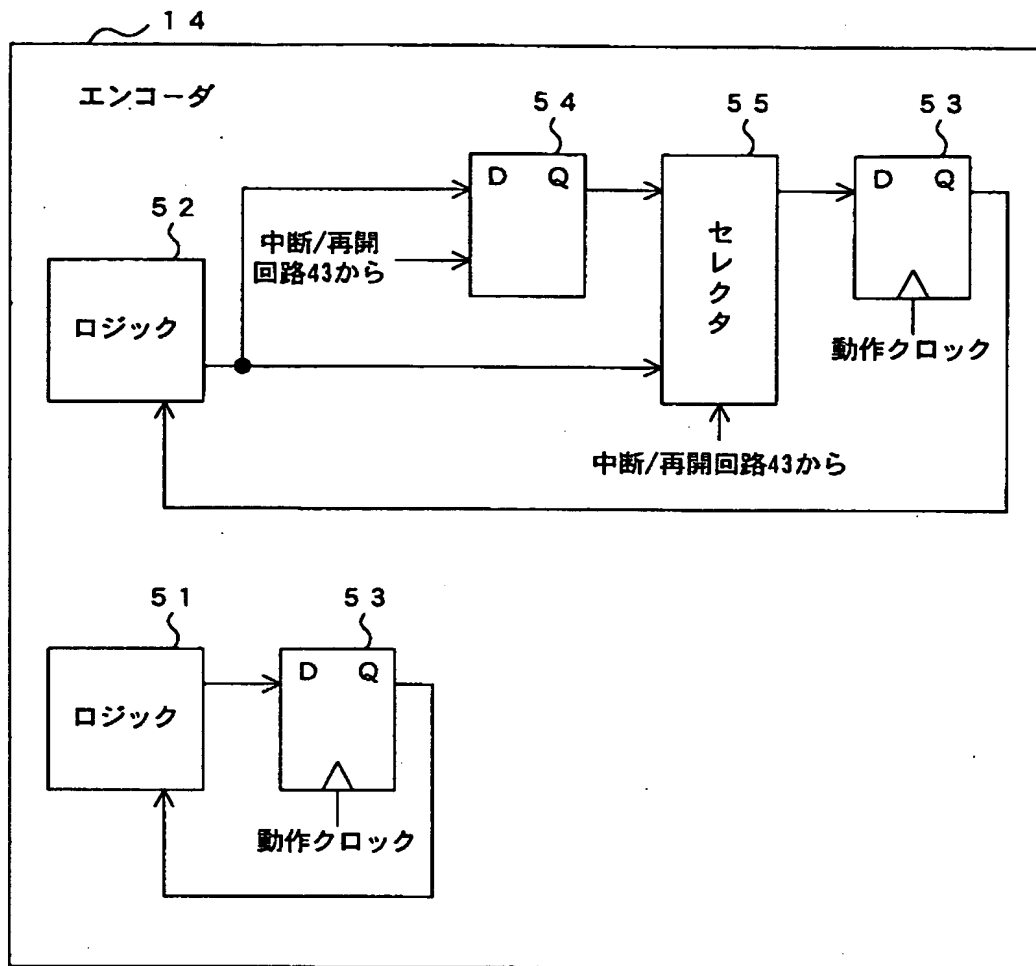 14
エンコーダ
54
55
53
D Q
D Q
52
中断/再開
回路43から
セレクタ
ロジック
動作クロック
中断/再開回路43から
51
53
D Q
ロジック
動作クロック